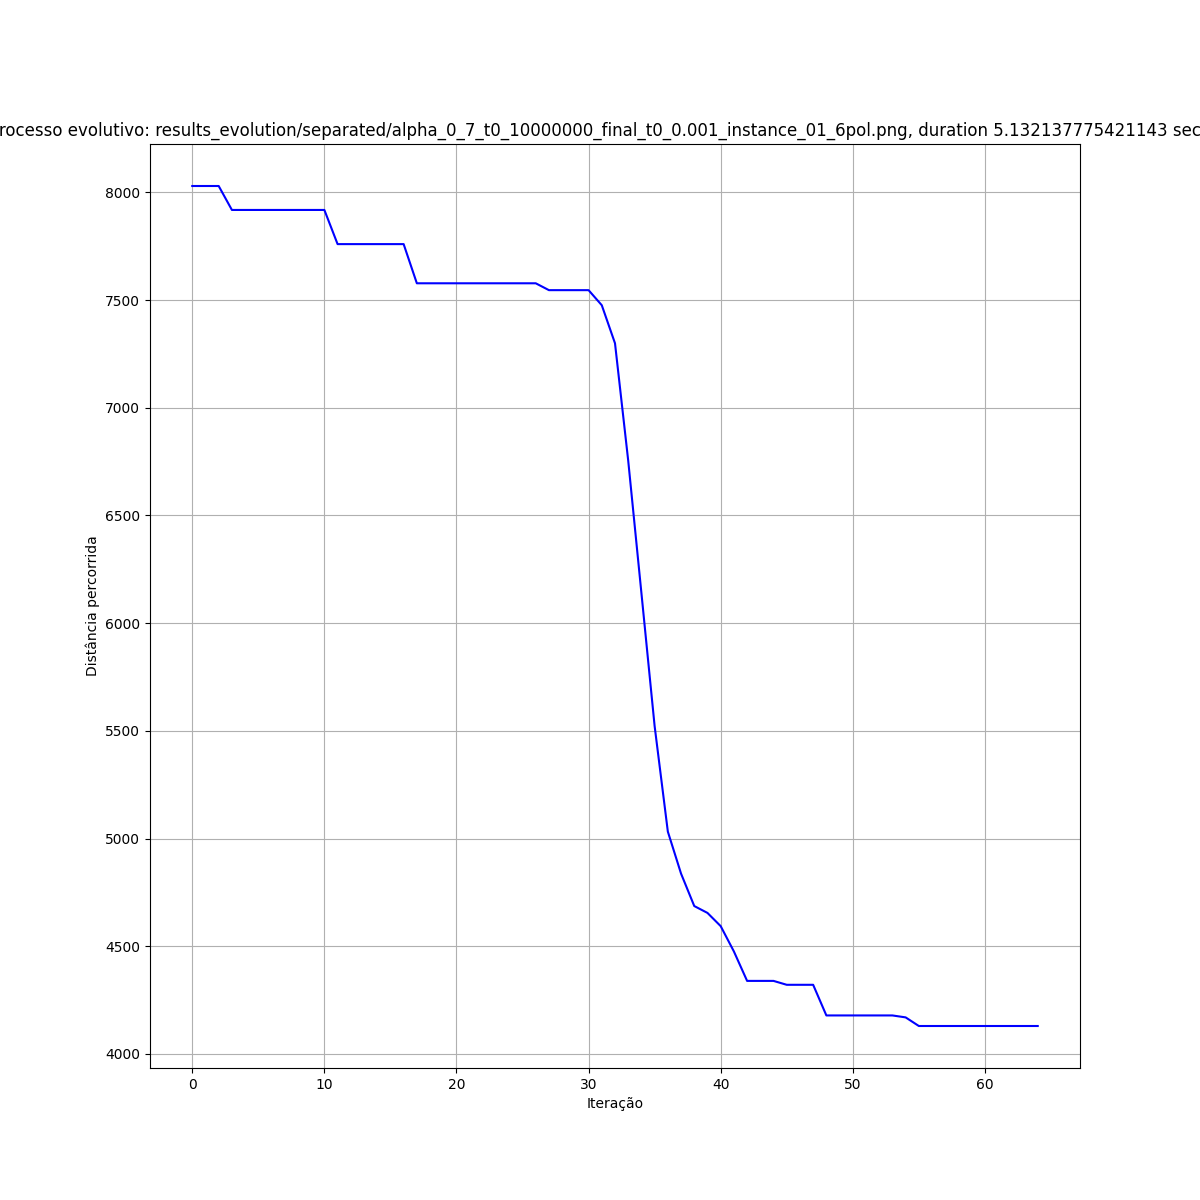 rocesso evolutivo: results_evolution/separated/alpha_0_7_t0_10000000_final_t0_0.001_instance_01_6pol.png, duration 5.132137775421143 sec
8000
7500
7000
6500
6000
5500
5000
4500
4000
Distância percorrida
0 10 20 30 40 50 60
Iteração